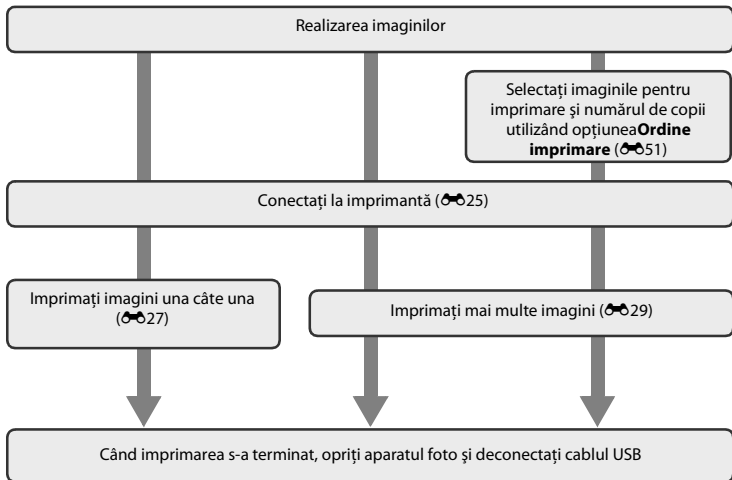 Realizarea imaginilor
Selectați imaginile pentru
imprimare și numărul de copii
utilizând opțiuneaOrdine
imprimare (51)
Conectați la imprimantă (25)
Imprimați imagini una câte una
(27)
Imprimați mai multe imagini (29)
Când imprimarea s-a terminat, opriți aparatul foto și deconectați cablul USB